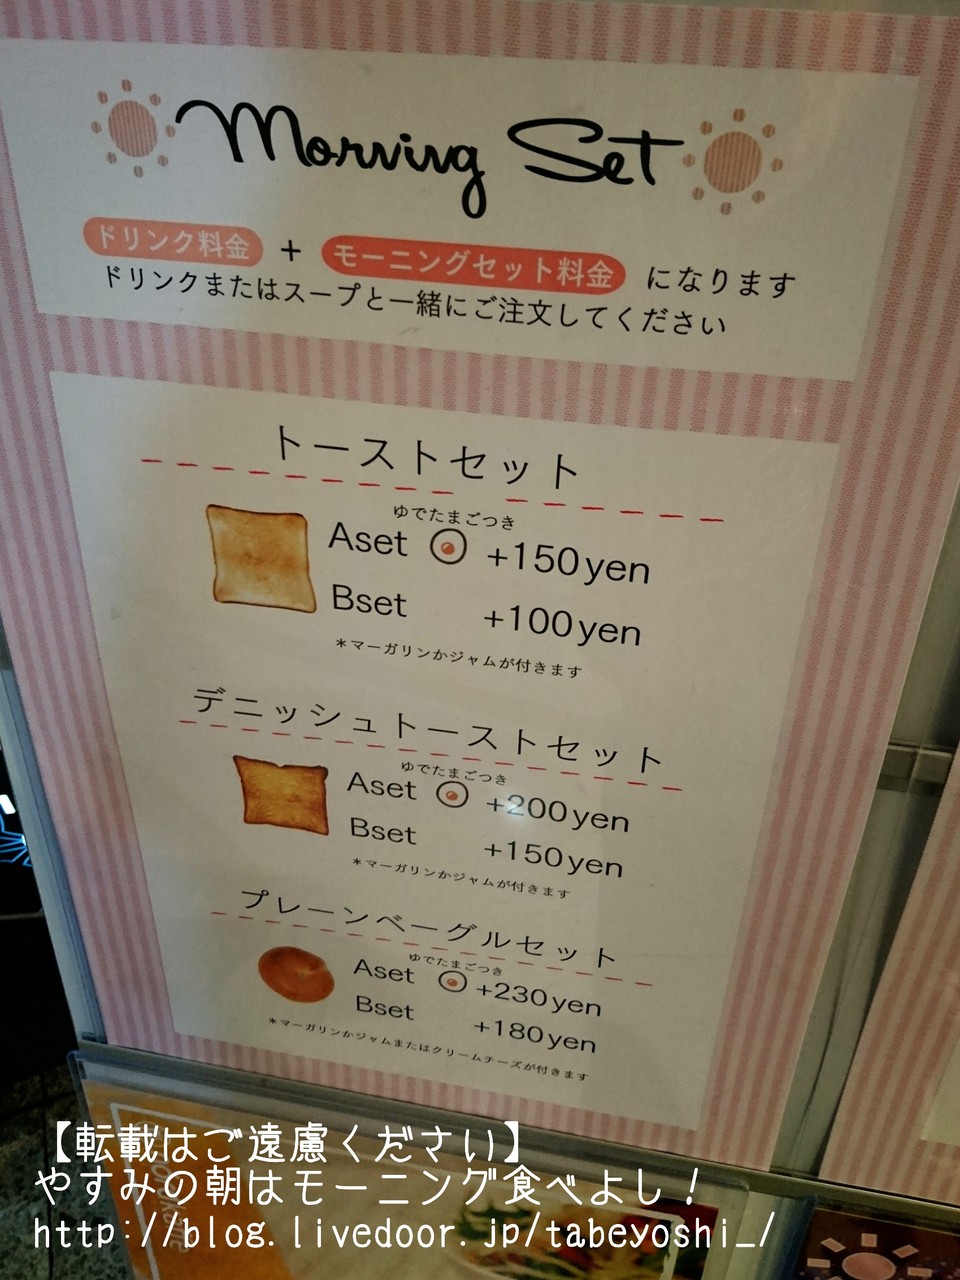 Morning Set
ドリンク料金 + モーニングセット料金 になります
ドリンクまたはスープと一緒にご注文してください
トーストセット
ゆでたまごつき
Aset +150yen
Bset +100yen
*マーガリンかジャムが付きます
デニッシュトーストセット
ゆでたまごつき
Aset +200yen
Bset +150yen
*マーガリンかジャムが付きます
プレーンベーグルセット
ゆでたまごつき
Aset +230yen
Bset +180yen
*マーガリンかジャムまたはクリームチーズが付きます
【転載はご遠慮ください】
やすみの朝はモーニング食べよし！
http://blog.livedoor.jp/tabeyoshi_/